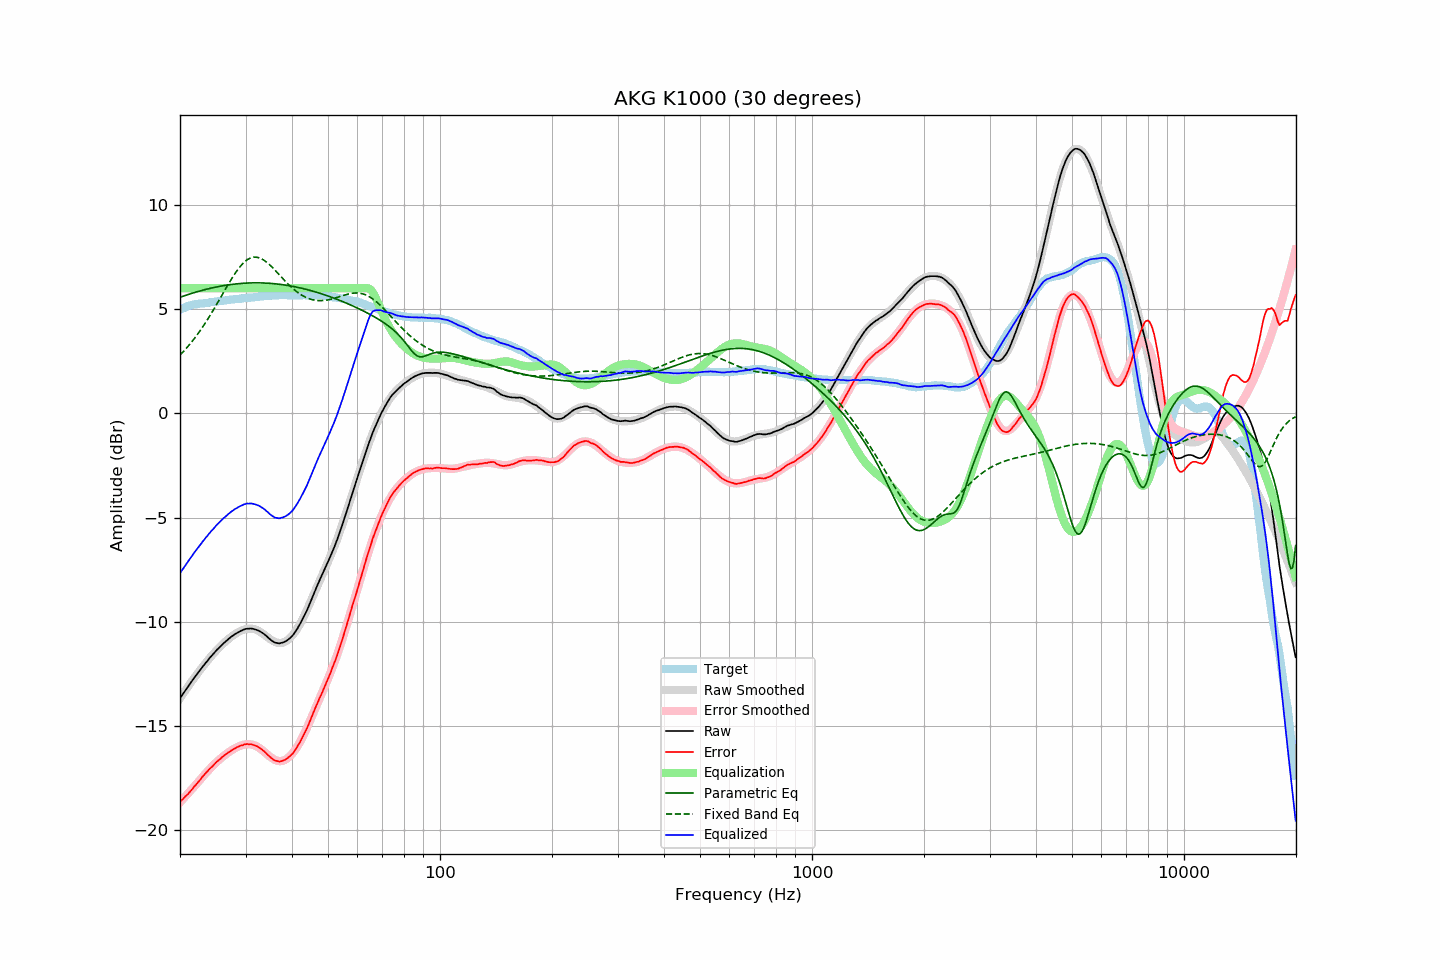 AKG K1000 (30 degrees)
Amplitude (dBr)
10
5
0
−5
−10
−15
−20
Target
Raw Smoothed
Error Smoothed
Raw
Error
Equalization
Parametric Eq
Fixed Band Eq
Equalized
100
1000
10000
Frequency (Hz)